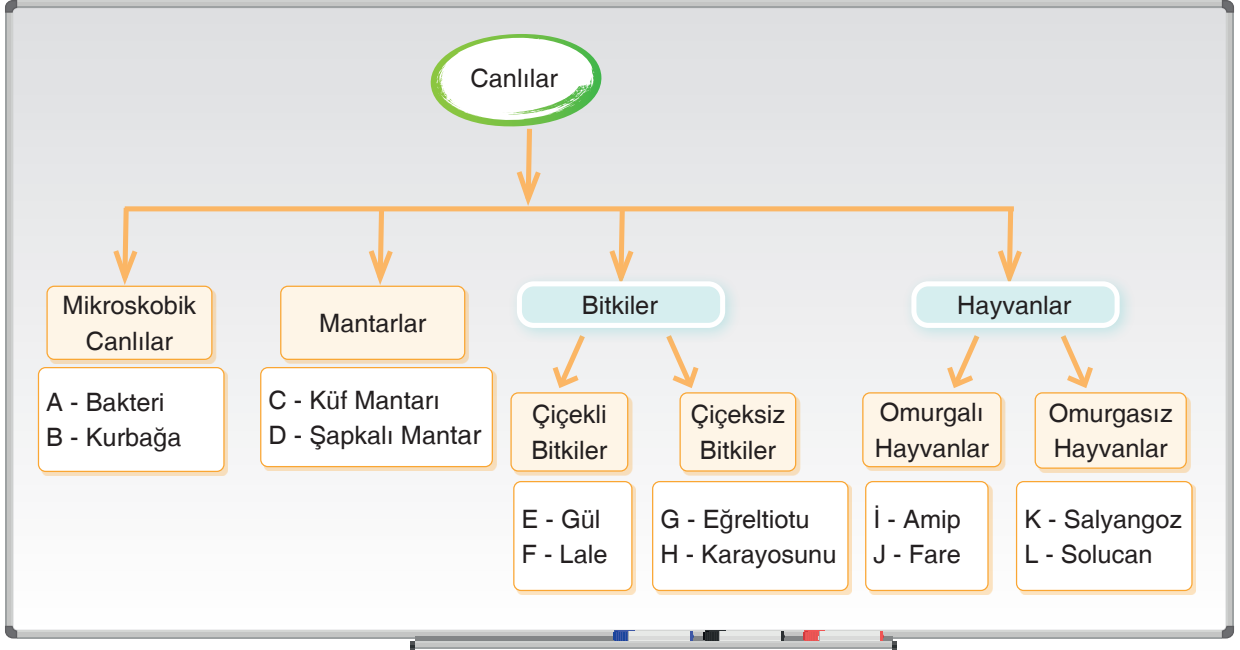 Canlılar
Mikroskobik
Canlılar
A - Bakteri
B - Kurbağa
Mantarlar
C - Küf Mantarı
D - Şapkalı Mantar
Bitkiler
Çiçekli
Bitkiler
E - Gül
F - Lale
Çiçeksiz
Bitkiler
G - Eğreltiotu
H - Karayosunu
Hayvanlar
Omurgalı
Hayvanlar
İ - Amip
J - Fare
Omurgasız
Hayvanlar
K - Salyangoz
L - Solucan